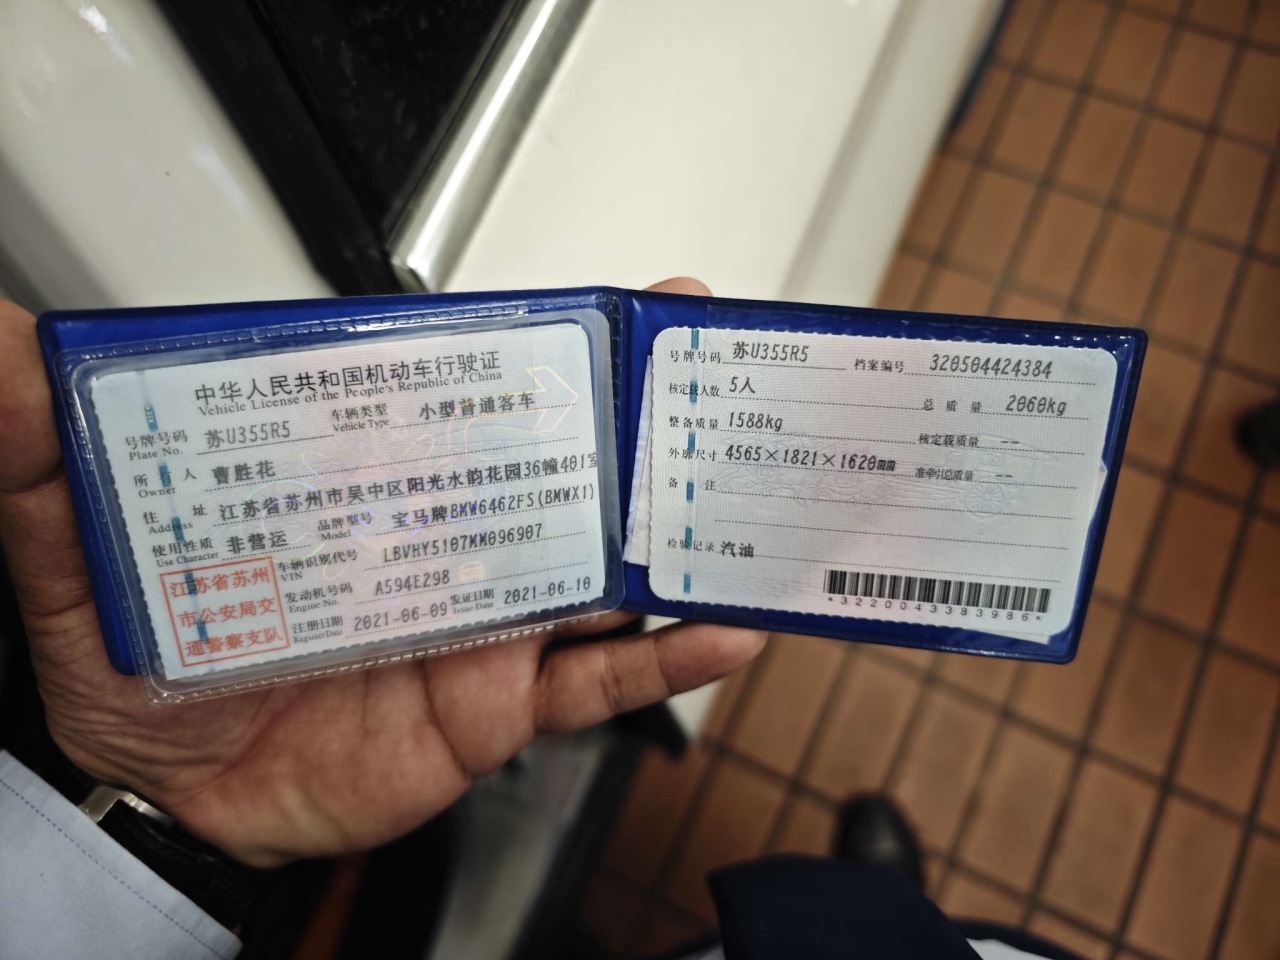 中华人民共和国机动车行驶证
Vehicle License of the People's Republic of China
号牌号码 苏U355R5 车辆类型 小型普通客车
Plate No. Vehicle Type
所有人 曹胜花
Owner
住址 江苏省苏州市吴中区阳光水韵花园36幢401室
Address
使用性质 非营运 品牌型号 宝马牌BMW6462FS(BMWX1)
Use Character Model
车辆识别代号 LBVHY5107MM096907
VIN
发动机号码 A594E298
Engine No.
注册日期 2021-06-09 发证日期 2021-06-10
Register Date Issue Date
江苏省苏州
市公安局交
通警察支队
号牌号码 苏U355R5 档案编号 320504424384
核定载人数 5人 总质量 2060kg
整备质量 1588kg 核定载质量 --
外廓尺寸 4565×1821×1620mm 准牵引总质量 --
备注
检验记录 汽油
*3220043383986*